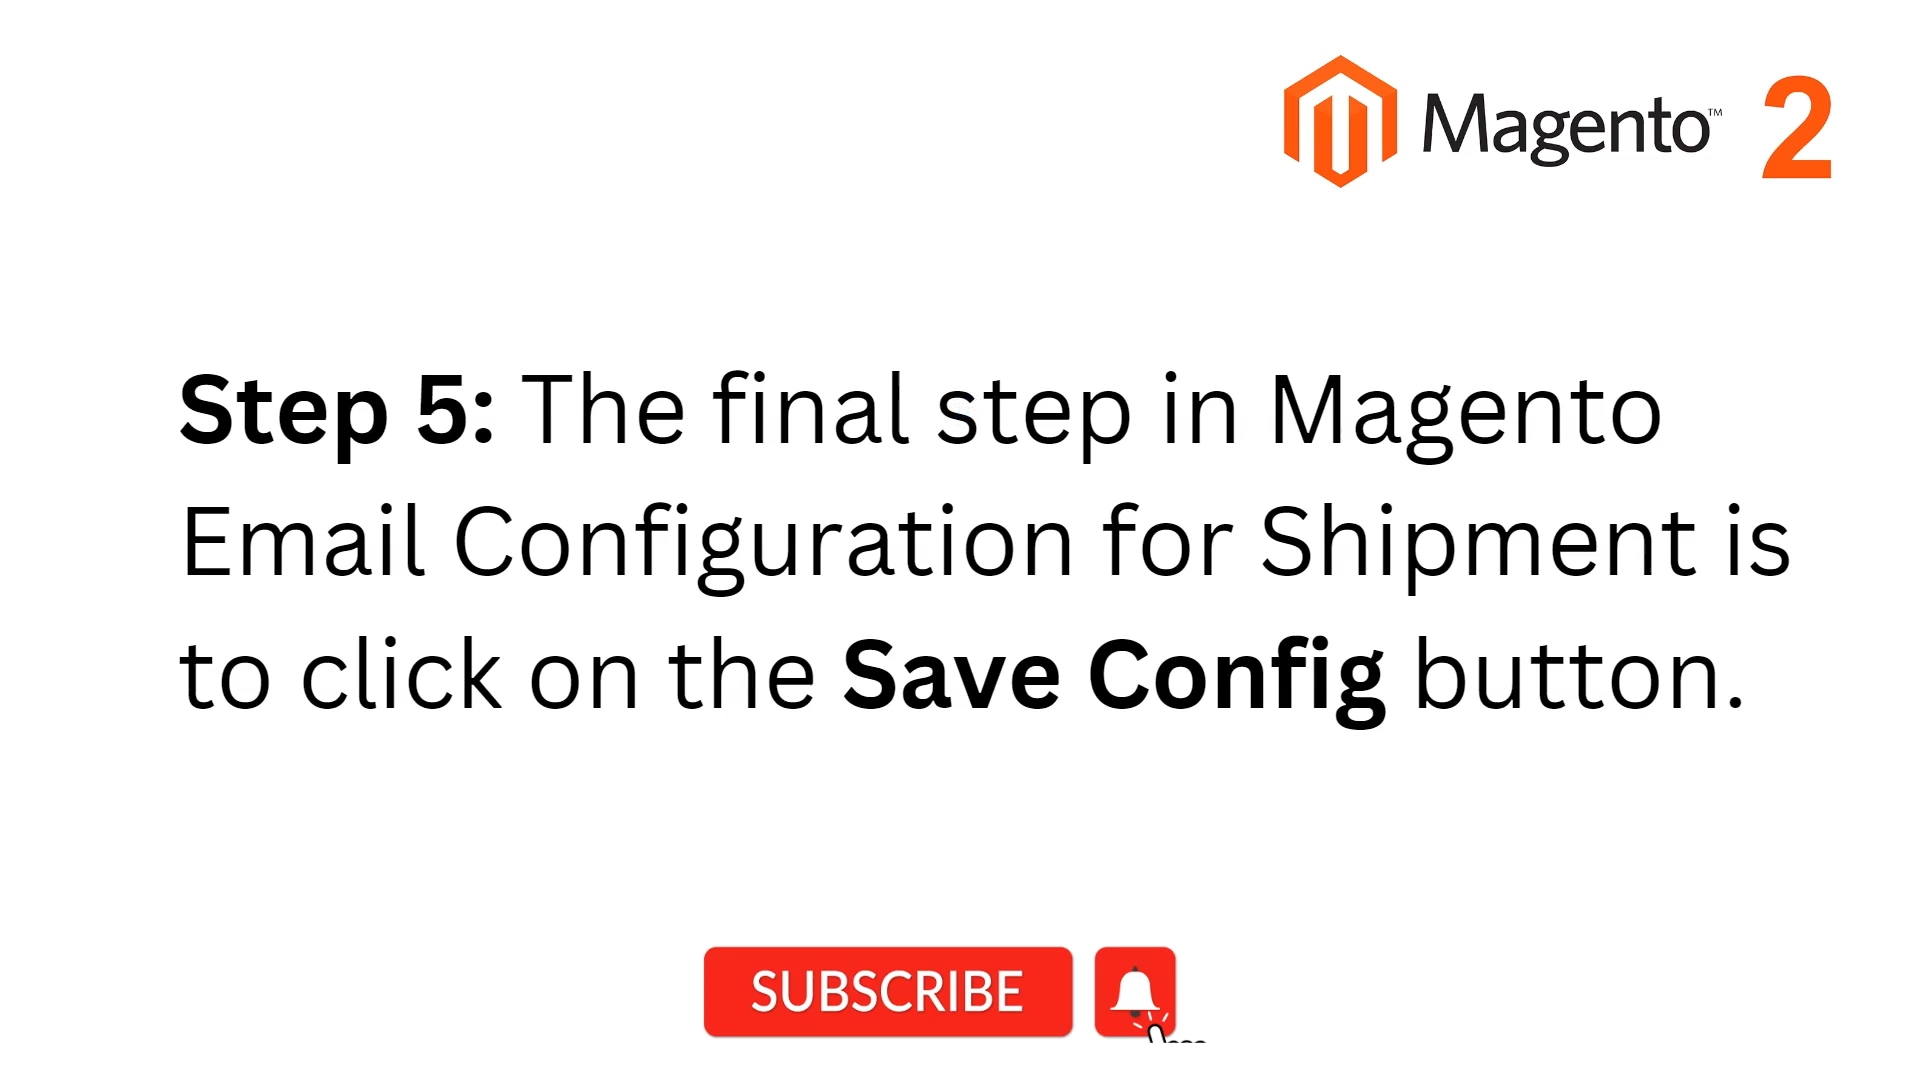 Magento™ 2
Step 5: The final step in Magento
Email Configuration for Shipment is
to click on the Save Config button.
SUBSCRIBE